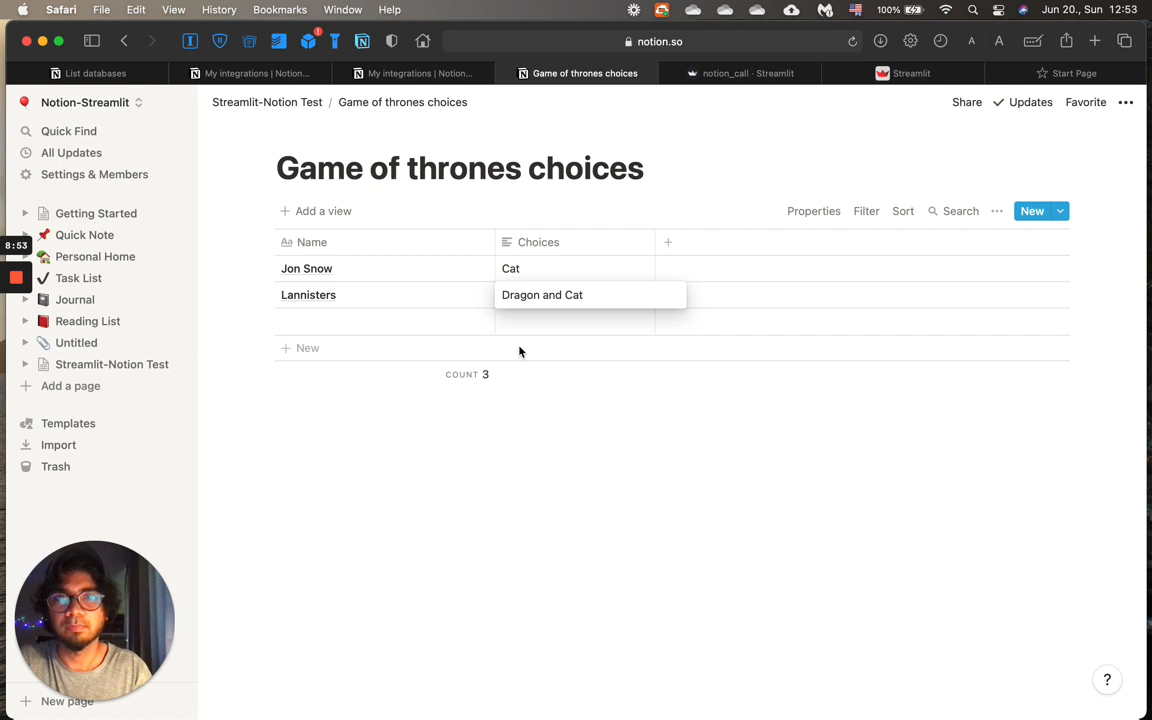 Safari File Edit View History Bookmarks Window Help 100% Jun 20., Sun 12:53
notion.so A A
List databases My integrations | Notion... My integrations | Notion... Game of thrones choices notion_call · Streamlit Streamlit Start Page
Notion-Streamlit
Streamlit-Notion Test / Game of thrones choices Share Updates Favorite
Quick Find
All Updates
Settings & Members
Getting Started
Quick Note
8:53
Personal Home
Task List
Journal
Reading List
Untitled
Streamlit-Notion Test
Add a page
Templates
Import
Trash
New page
Game of thrones choices
Add a view Properties Filter Sort Search New
Aa Name Choices
Jon Snow Cat
Lannisters Dragon and Cat
New
COUNT 3
?